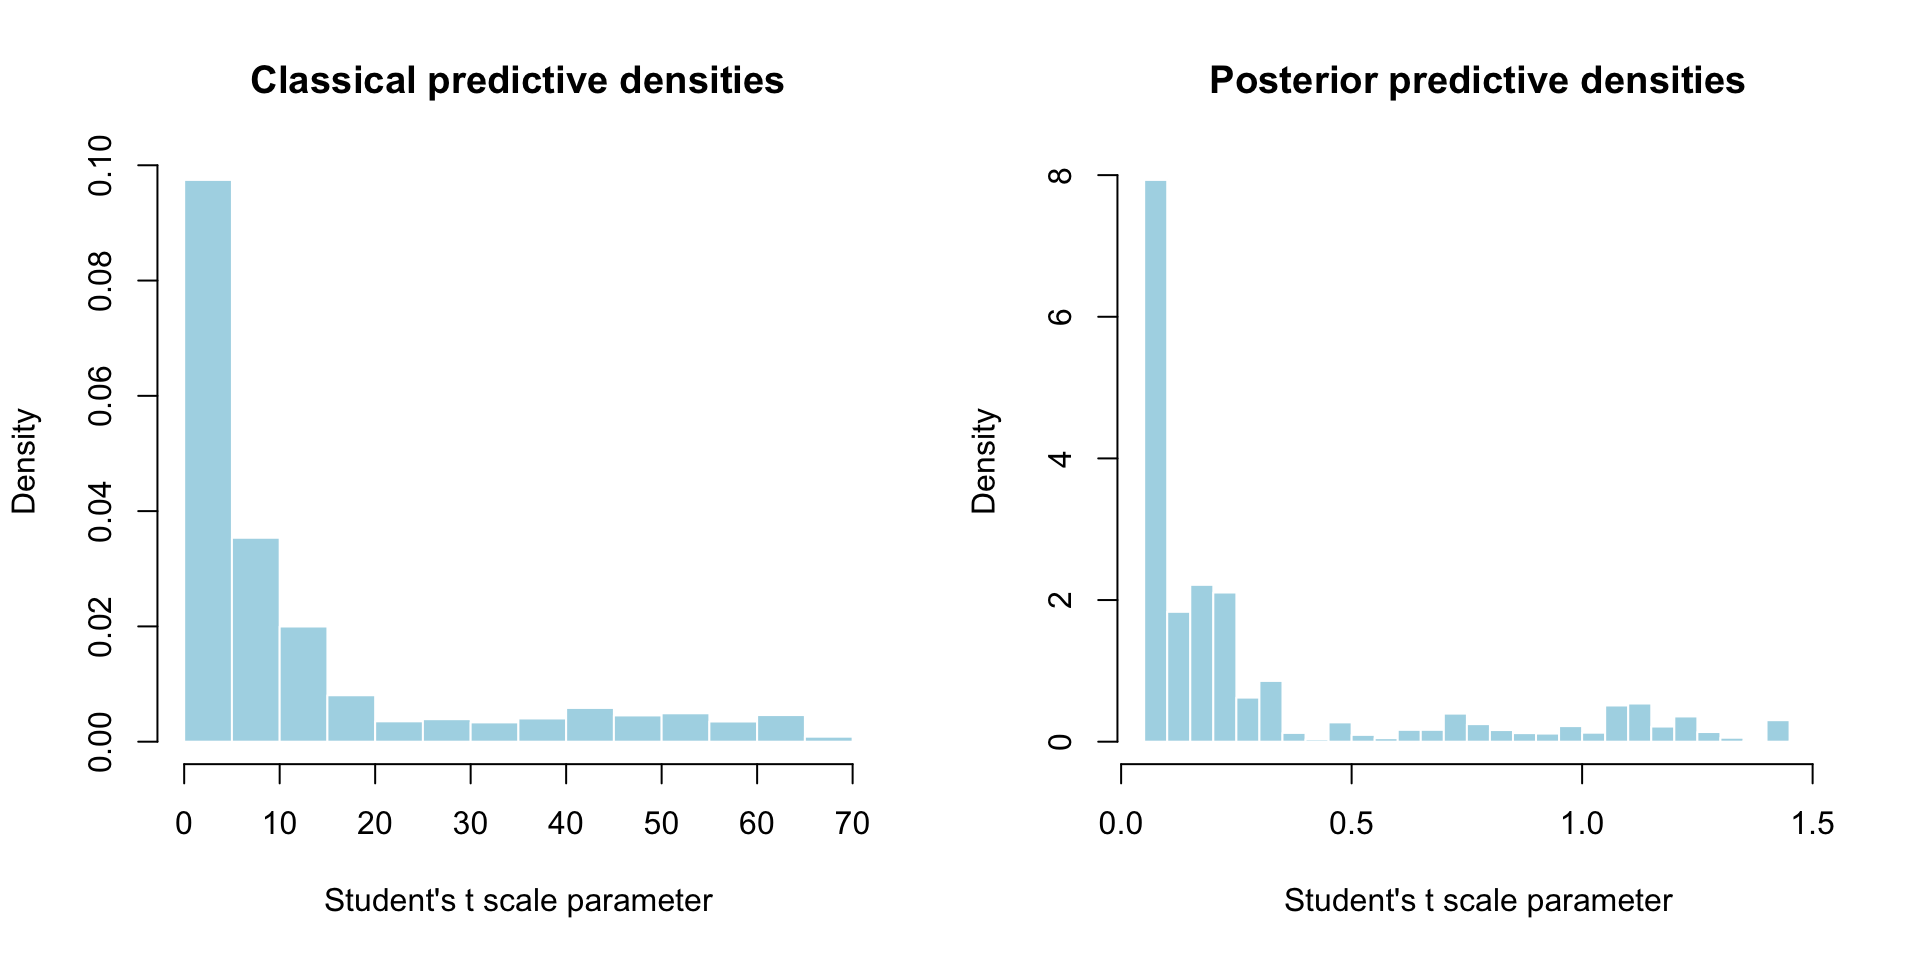 Classical predictive densities
Density
0.00 0.02 0.04 0.06 0.08 0.10
0 10 20 30 40 50 60 70
Student's t scale parameter
Posterior predictive densities
Density
0 2 4 6 8
0.0 0.5 1.0 1.5
Student's t scale parameter